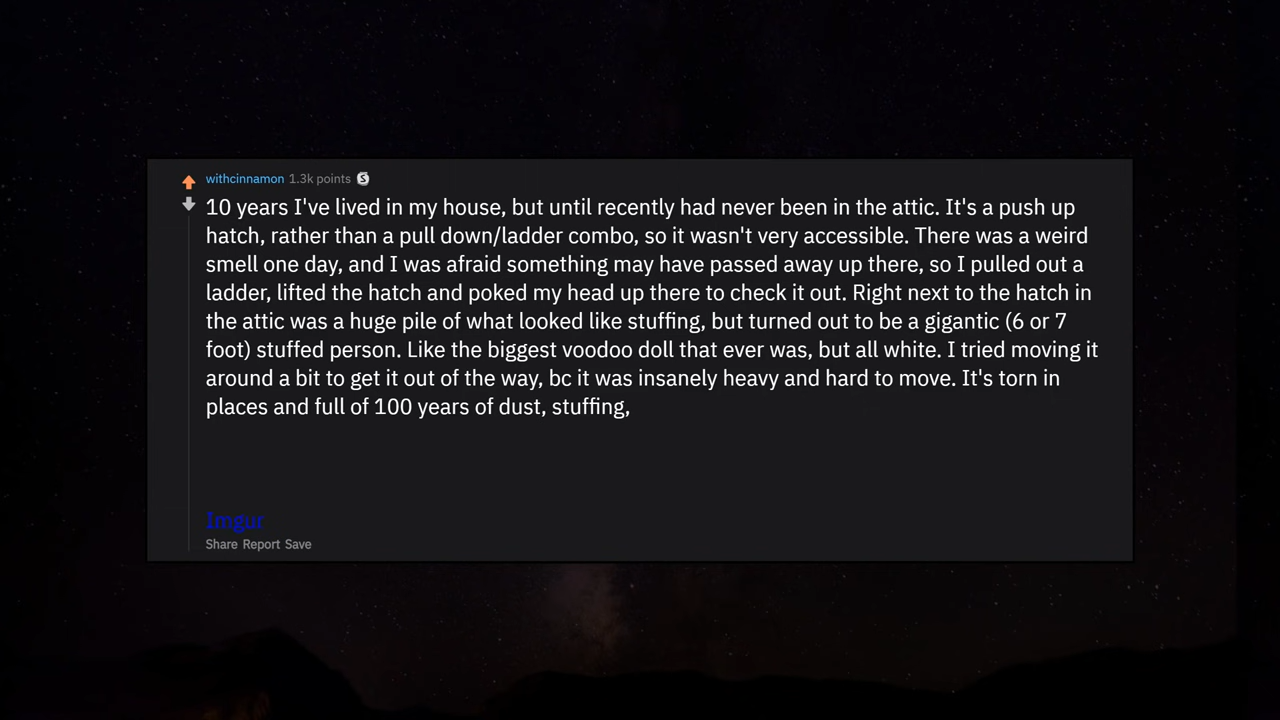 withcinnamon 1.3k points
10 years I've lived in my house, but until recently had never been in the attic. It's a push up
hatch, rather than a pull down/ladder combo, so it wasn't very accessible. There was a weird
smell one day, and I was afraid something may have passed away up there, so I pulled out a
ladder, lifted the hatch and poked my head up there to check it out. Right next to the hatch in
the attic was a huge pile of what looked like stuffing, but turned out to be a gigantic (6 or 7
foot) stuffed person. Like the biggest voodoo doll that ever was, but all white. I tried moving it
around a bit to get it out of the way, bc it was insanely heavy and hard to move. It's torn in
places and full of 100 years of dust, stuffing,
Imgur
Share Report Save